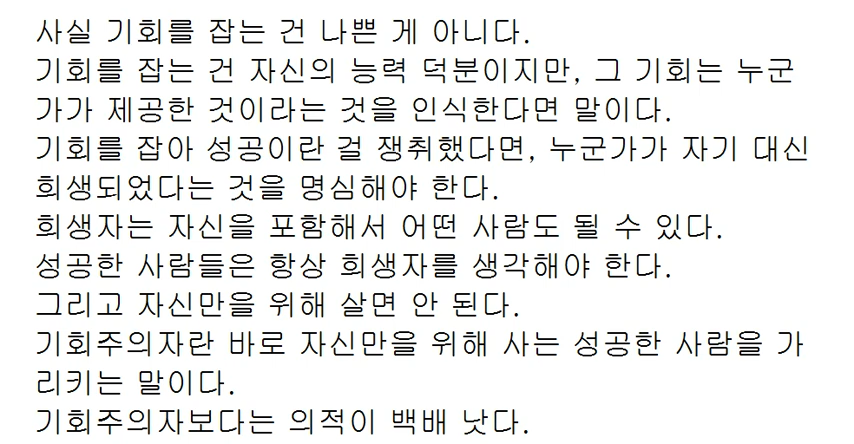 사실 기회를 잡는 건 나쁜 게 아니다.
기회를 잡는 건 자신의 능력 덕분이지만, 그 기회는 누군
가가 제공한 것이라는 것을 인식한다면 말이다.
기회를 잡아 성공이란 걸 쟁취했다면, 누군가가 자기 대신
희생되었다는 것을 명심해야 한다.
희생자는 자신을 포함해서 어떤 사람도 될 수 있다.
성공한 사람들은 항상 희생자를 생각해야 한다.
그리고 자신만을 위해 살면 안 된다.
기회주의자란 바로 자신만을 위해 사는 성공한 사람을 가
리키는 말이다.
기회주의자보다는 의적이 백배 낫다.